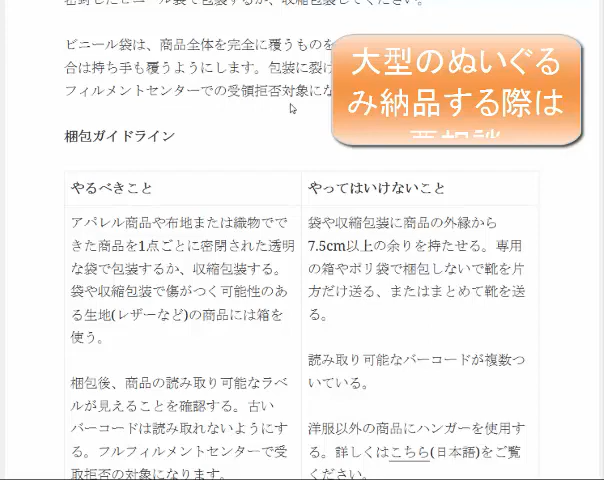 密封したビニール袋で包装するか、収縮包装してください。
ビニール袋は、商品全体を完全に覆うものを
合は持ち手も覆うようにします。包装に裂け
フィルメントセンターでの受領拒否対象にな
大型のぬいぐる
み納品する際は
要相談
梱包ガイドライン
やるべきこと
アパレル商品や布地または織物でで
きた商品を1点ごとに密閉された透明
な袋で包装するか、収縮包装する。
袋や収縮包装で傷がつく可能性のあ
る生地(レザーなど)の商品には箱を
使う。
梱包後、商品の読み取り可能なラベ
ルが見えることを確認する。古い
バーコードは読み取れないようにす
る。フルフィルメントセンターで受
取拒否の対象になります。
やってはいけないこと
袋や収縮包装に商品の外縁から
7.5cm以上の余りを持たせる。専用
の箱やポリ袋で梱包しないで靴を片
方だけ送る、またはまとめて靴を送
る。
読み取り可能なバーコードが複数つ
いている。
洋服以外の商品にハンガーを使用す
る。詳しくはこちら(日本語)をご覧
ください。